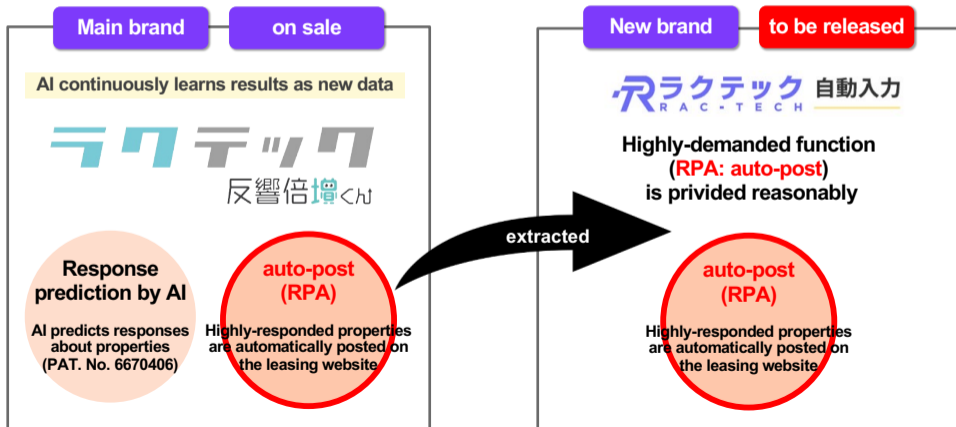 Main brand
on sale
AI continuously learns results as new data
ラクテック
反響倍増くん
Response
prediction by AI
AI predicts responses
about properties
(PAT. No. 6670406)
auto-post
(RPA)
Highly-responded properties
are automatically posted on
the leasing website
extracted
New brand
to be released
ラクテック 自動入力
RAC-TECH
Highly-demanded function
(RPA: auto-post)
is privided reasonably
auto-post
(RPA)
Highly-responded properties
are automatically posted on
the leasing website